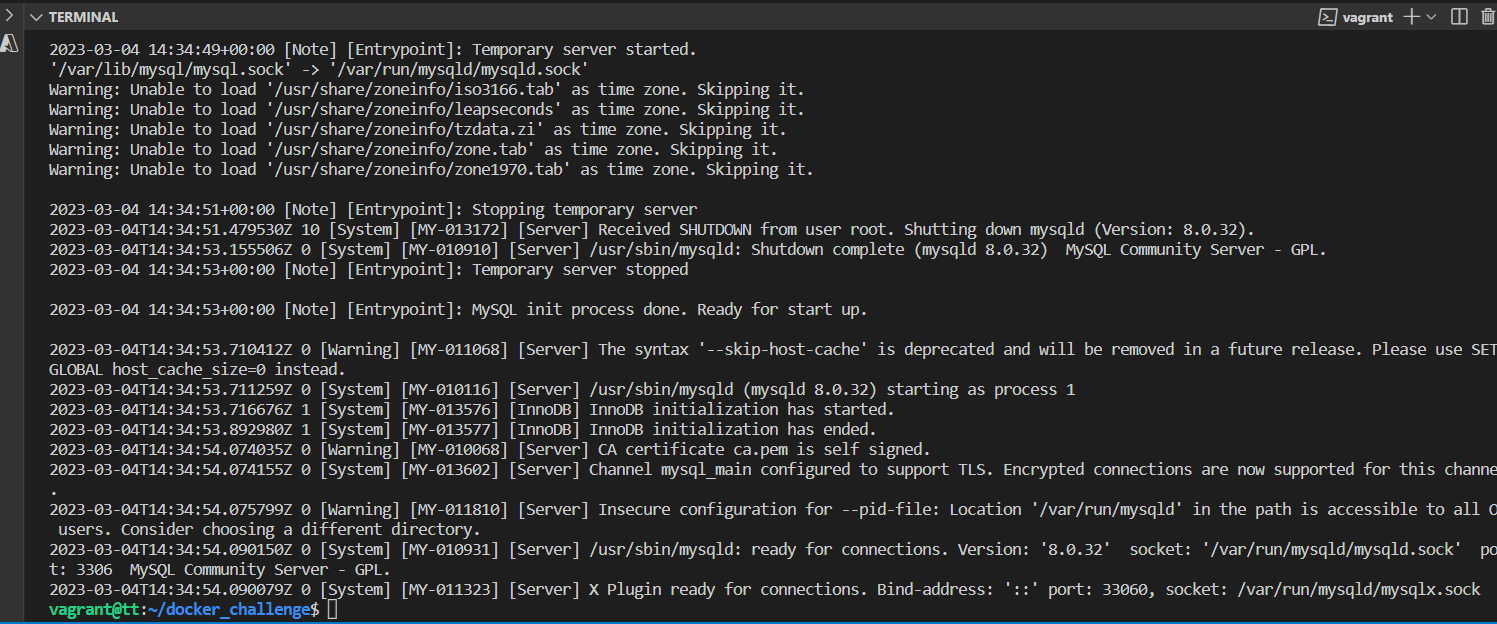 TERMINAL
vagrant
2023-03-04 14:34:49+00:00 [Note] [Entrypoint]: Temporary server started.
'/var/lib/mysql/mysql.sock' -> '/var/run/mysqld/mysqld.sock'
Warning: Unable to load '/usr/share/zoneinfo/iso3166.tab' as time zone. Skipping it.
Warning: Unable to load '/usr/share/zoneinfo/leapseconds' as time zone. Skipping it.
Warning: Unable to load '/usr/share/zoneinfo/tzdata.zi' as time zone. Skipping it.
Warning: Unable to load '/usr/share/zoneinfo/zone.tab' as time zone. Skipping it.
Warning: Unable to load '/usr/share/zoneinfo/zone1970.tab' as time zone. Skipping it.
2023-03-04 14:34:51+00:00 [Note] [Entrypoint]: Stopping temporary server
2023-03-04T14:34:51.479530Z 10 [System] [MY-013172] [Server] Received SHUTDOWN from user root. Shutting down mysqld (Version: 8.0.32).
2023-03-04T14:34:53.155506Z 0 [System] [MY-010910] [Server] /usr/sbin/mysqld: Shutdown complete (mysqld 8.0.32)  MySQL Community Server - GPL.
2023-03-04 14:34:53+00:00 [Note] [Entrypoint]: Temporary server stopped
2023-03-04 14:34:53+00:00 [Note] [Entrypoint]: MySQL init process done. Ready for start up.
2023-03-04T14:34:53.710412Z 0 [Warning] [MY-011068] [Server] The syntax '--skip-host-cache' is deprecated and will be removed in a future release. Please use SET
GLOBAL host_cache_size=0 instead.
2023-03-04T14:34:53.711259Z 0 [System] [MY-010116] [Server] /usr/sbin/mysqld (mysqld 8.0.32) starting as process 1
2023-03-04T14:34:53.716676Z 1 [System] [MY-013576] [InnoDB] InnoDB initialization has started.
2023-03-04T14:34:53.892980Z 1 [System] [MY-013577] [InnoDB] InnoDB initialization has ended.
2023-03-04T14:34:54.074035Z 0 [Warning] [MY-010068] [Server] CA certificate ca.pem is self signed.
2023-03-04T14:34:54.074155Z 0 [System] [MY-013602] [Server] Channel mysql_main configured to support TLS. Encrypted connections are now supported for this channe
.
2023-03-04T14:34:54.075799Z 0 [Warning] [MY-011810] [Server] Insecure configuration for --pid-file: Location '/var/run/mysqld' in the path is accessible to all O
users. Consider choosing a different directory.
2023-03-04T14:34:54.090150Z 0 [System] [MY-010931] [Server] /usr/sbin/mysqld: ready for connections. Version: '8.0.32'  socket: '/var/run/mysqld/mysqld.sock'  po
t: 3306  MySQL Community Server - GPL.
2023-03-04T14:34:54.090079Z 0 [System] [MY-011323] [Server] X Plugin ready for connections. Bind-address: '::' port: 33060, socket: /var/run/mysqld/mysqlx.sock
vagrant@tt:~/docker_challenge$